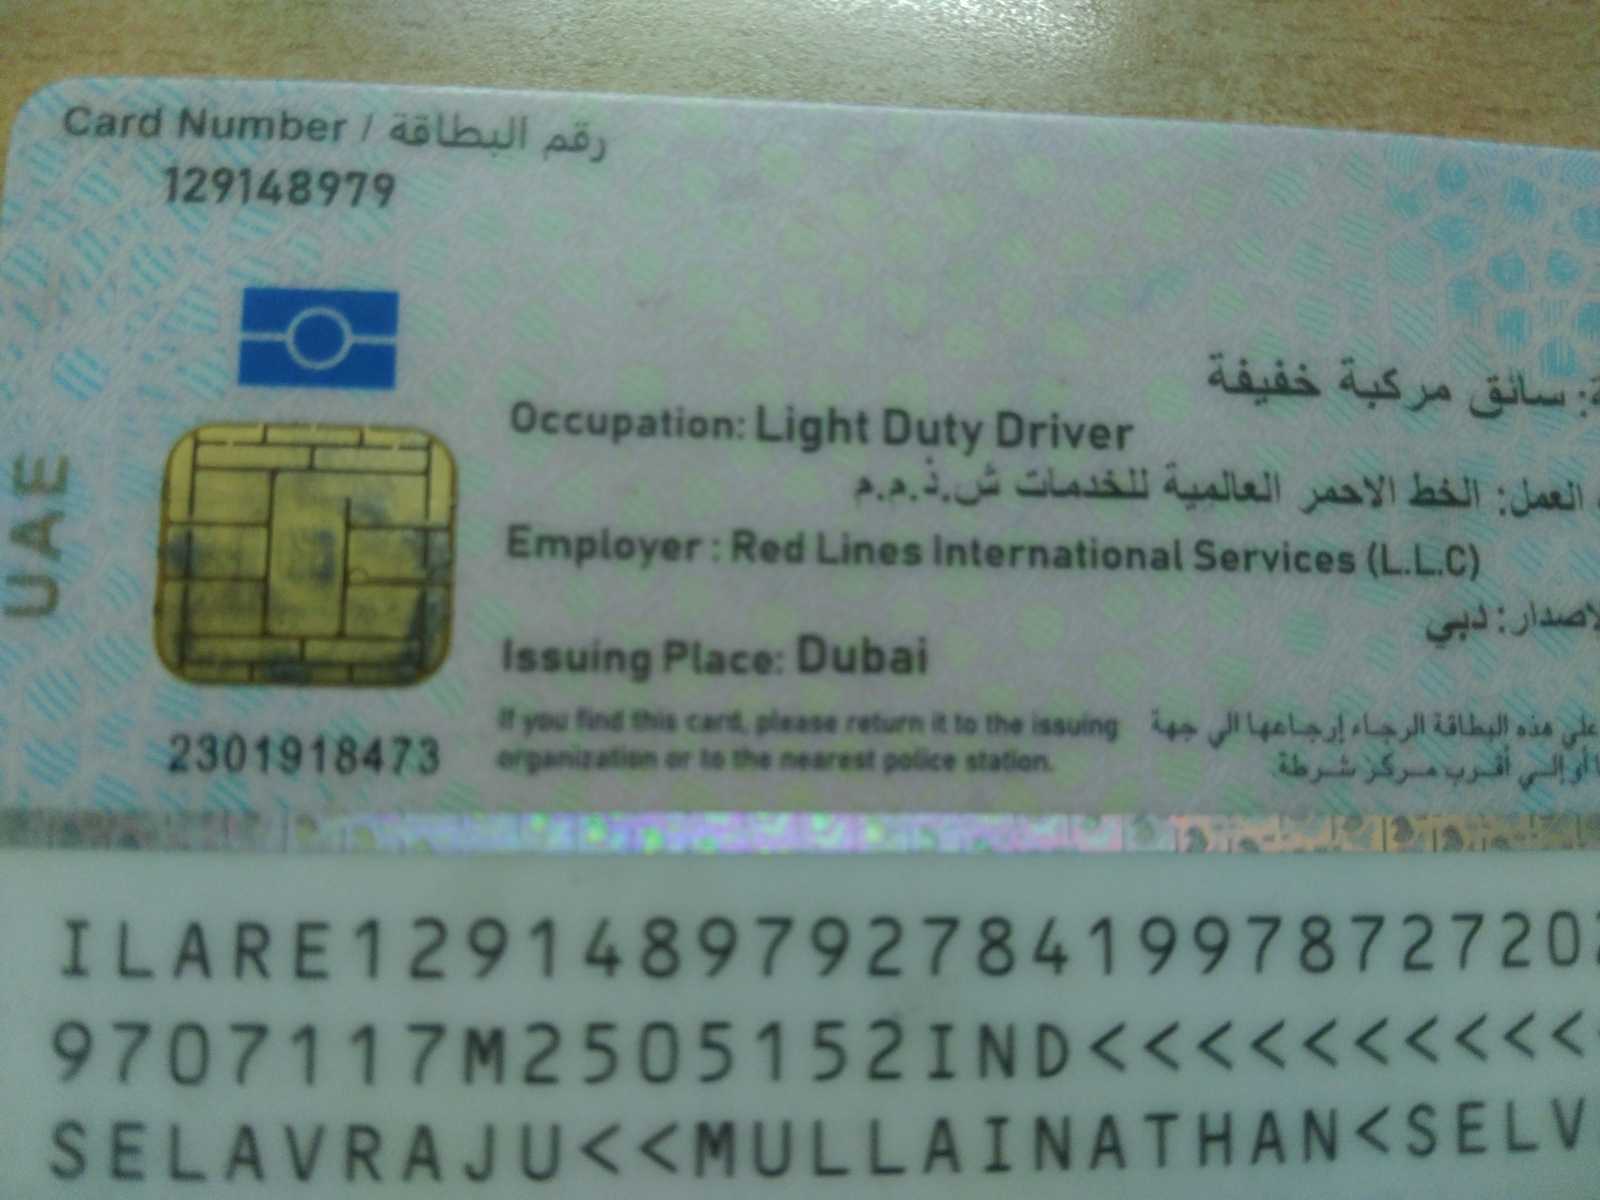 Card Number / رقم البطاقة
129148979
ة: سائق مركبة خفيفة
Occupation: Light Duty Driver
العمل: الخط الاحمر العالمية للخدمات ش.ذ.م.م
Employer : Red Lines International Services (L.L.C)
الاصدار: دبي
Issuing Place: Dubai
UAE
If you find this card, please return it to the issuing
organization or to the nearest police station.
على هذه البطاقة الرجاء إرجاعها الى جهة
أو إلى أقرب مركز شرطة.
2301918473
ILARE129148979278419978727202
9707117M2505152IND<<<<<<<<<<
SELAVRAJU<<MULLAINATHAN<SELV